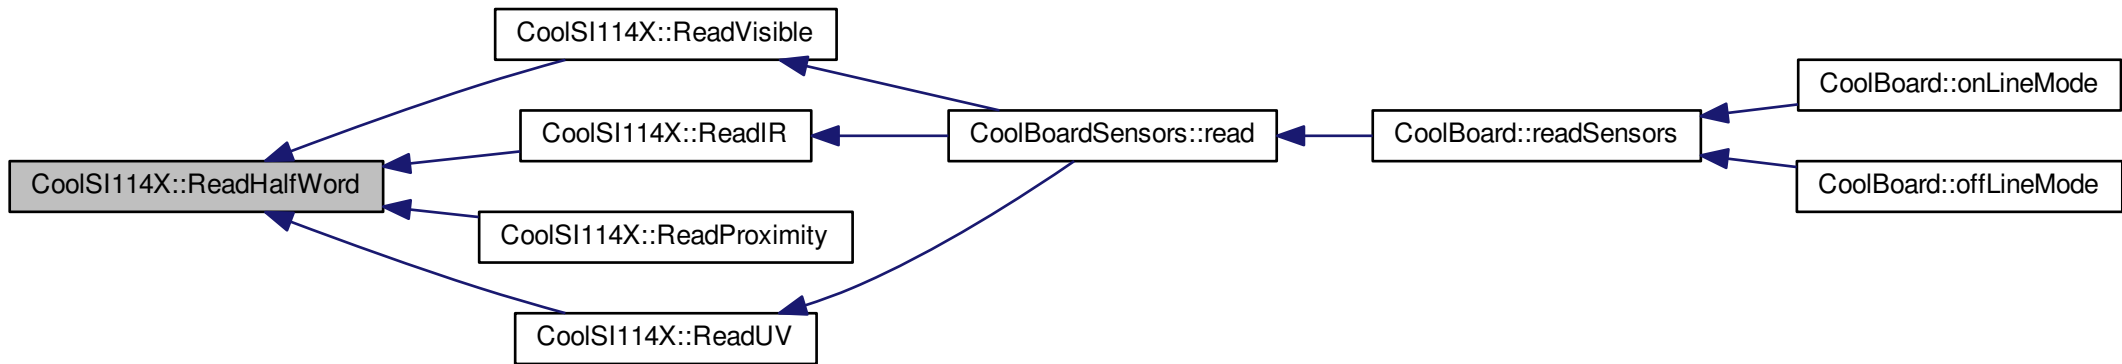 CoolSI114X::ReadVisible
CoolBoard::onLineMode
CoolSI114X::ReadIR
CoolBoardSensors::read
CoolBoard::readSensors
CoolSI114X::ReadHalfWord
CoolBoard::offLineMode
CoolSI114X::ReadProximity
CoolSI114X::ReadUV